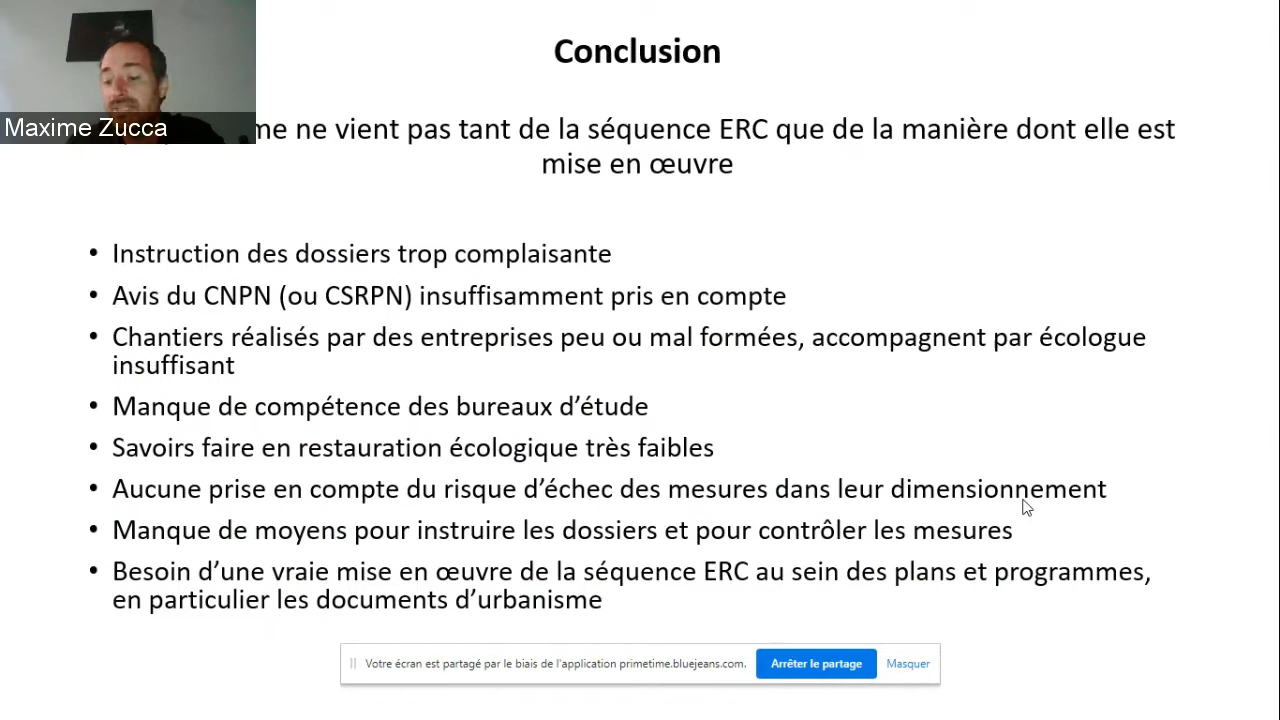 Conclusion
Maxime Zucca
me ne vient pas tant de la séquence ERC que de la manière dont elle est
mise en œuvre
• Instruction des dossiers trop complaisante
• Avis du CNPN (ou CSRPN) insuffisamment pris en compte
• Chantiers réalisés par des entreprises peu ou mal formées, accompagnent par écologue
insuffisant
• Manque de compétence des bureaux d’étude
• Savoirs faire en restauration écologique très faibles
• Aucune prise en compte du risque d’échec des mesures dans leur dimensionnement
• Manque de moyens pour instruire les dossiers et pour contrôler les mesures
• Besoin d’une vraie mise en œuvre de la séquence ERC au sein des plans et programmes,
en particulier les documents d’urbanisme
Votre écran est partagé par le biais de l'application primetime.bluejeans.com. Arrêter le partage Masquer